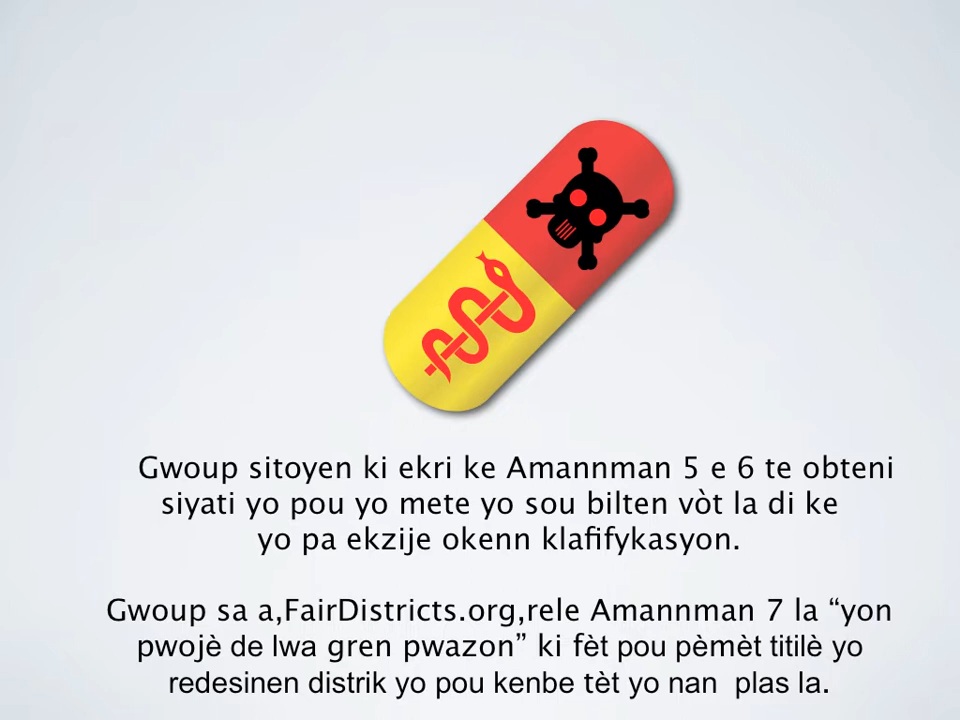 Gwoup sitoyen ki ekri ke Amannman 5 e 6 te obteni
siyati yo pou yo mete yo sou bilten vòt la di ke
yo pa ekzije okenn klafifykasyon.
Gwoup sa a,FairDistricts.org,rele Amannman 7 la “yon
pwojè de lwa gren pwazon” ki fèt pou pèmèt titilè yo
redesinen distrik yo pou kenbe tèt yo nan  plas la.